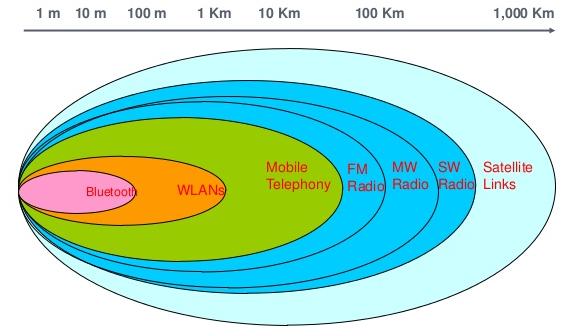 1 m 10 m 100 m 1 Km 10 Km 100 Km 1,000 Km
Bluetooth
WLANs
Mobile
Telephony
FM
Radio
MW
Radio
SW
Radio
Satellite
Links